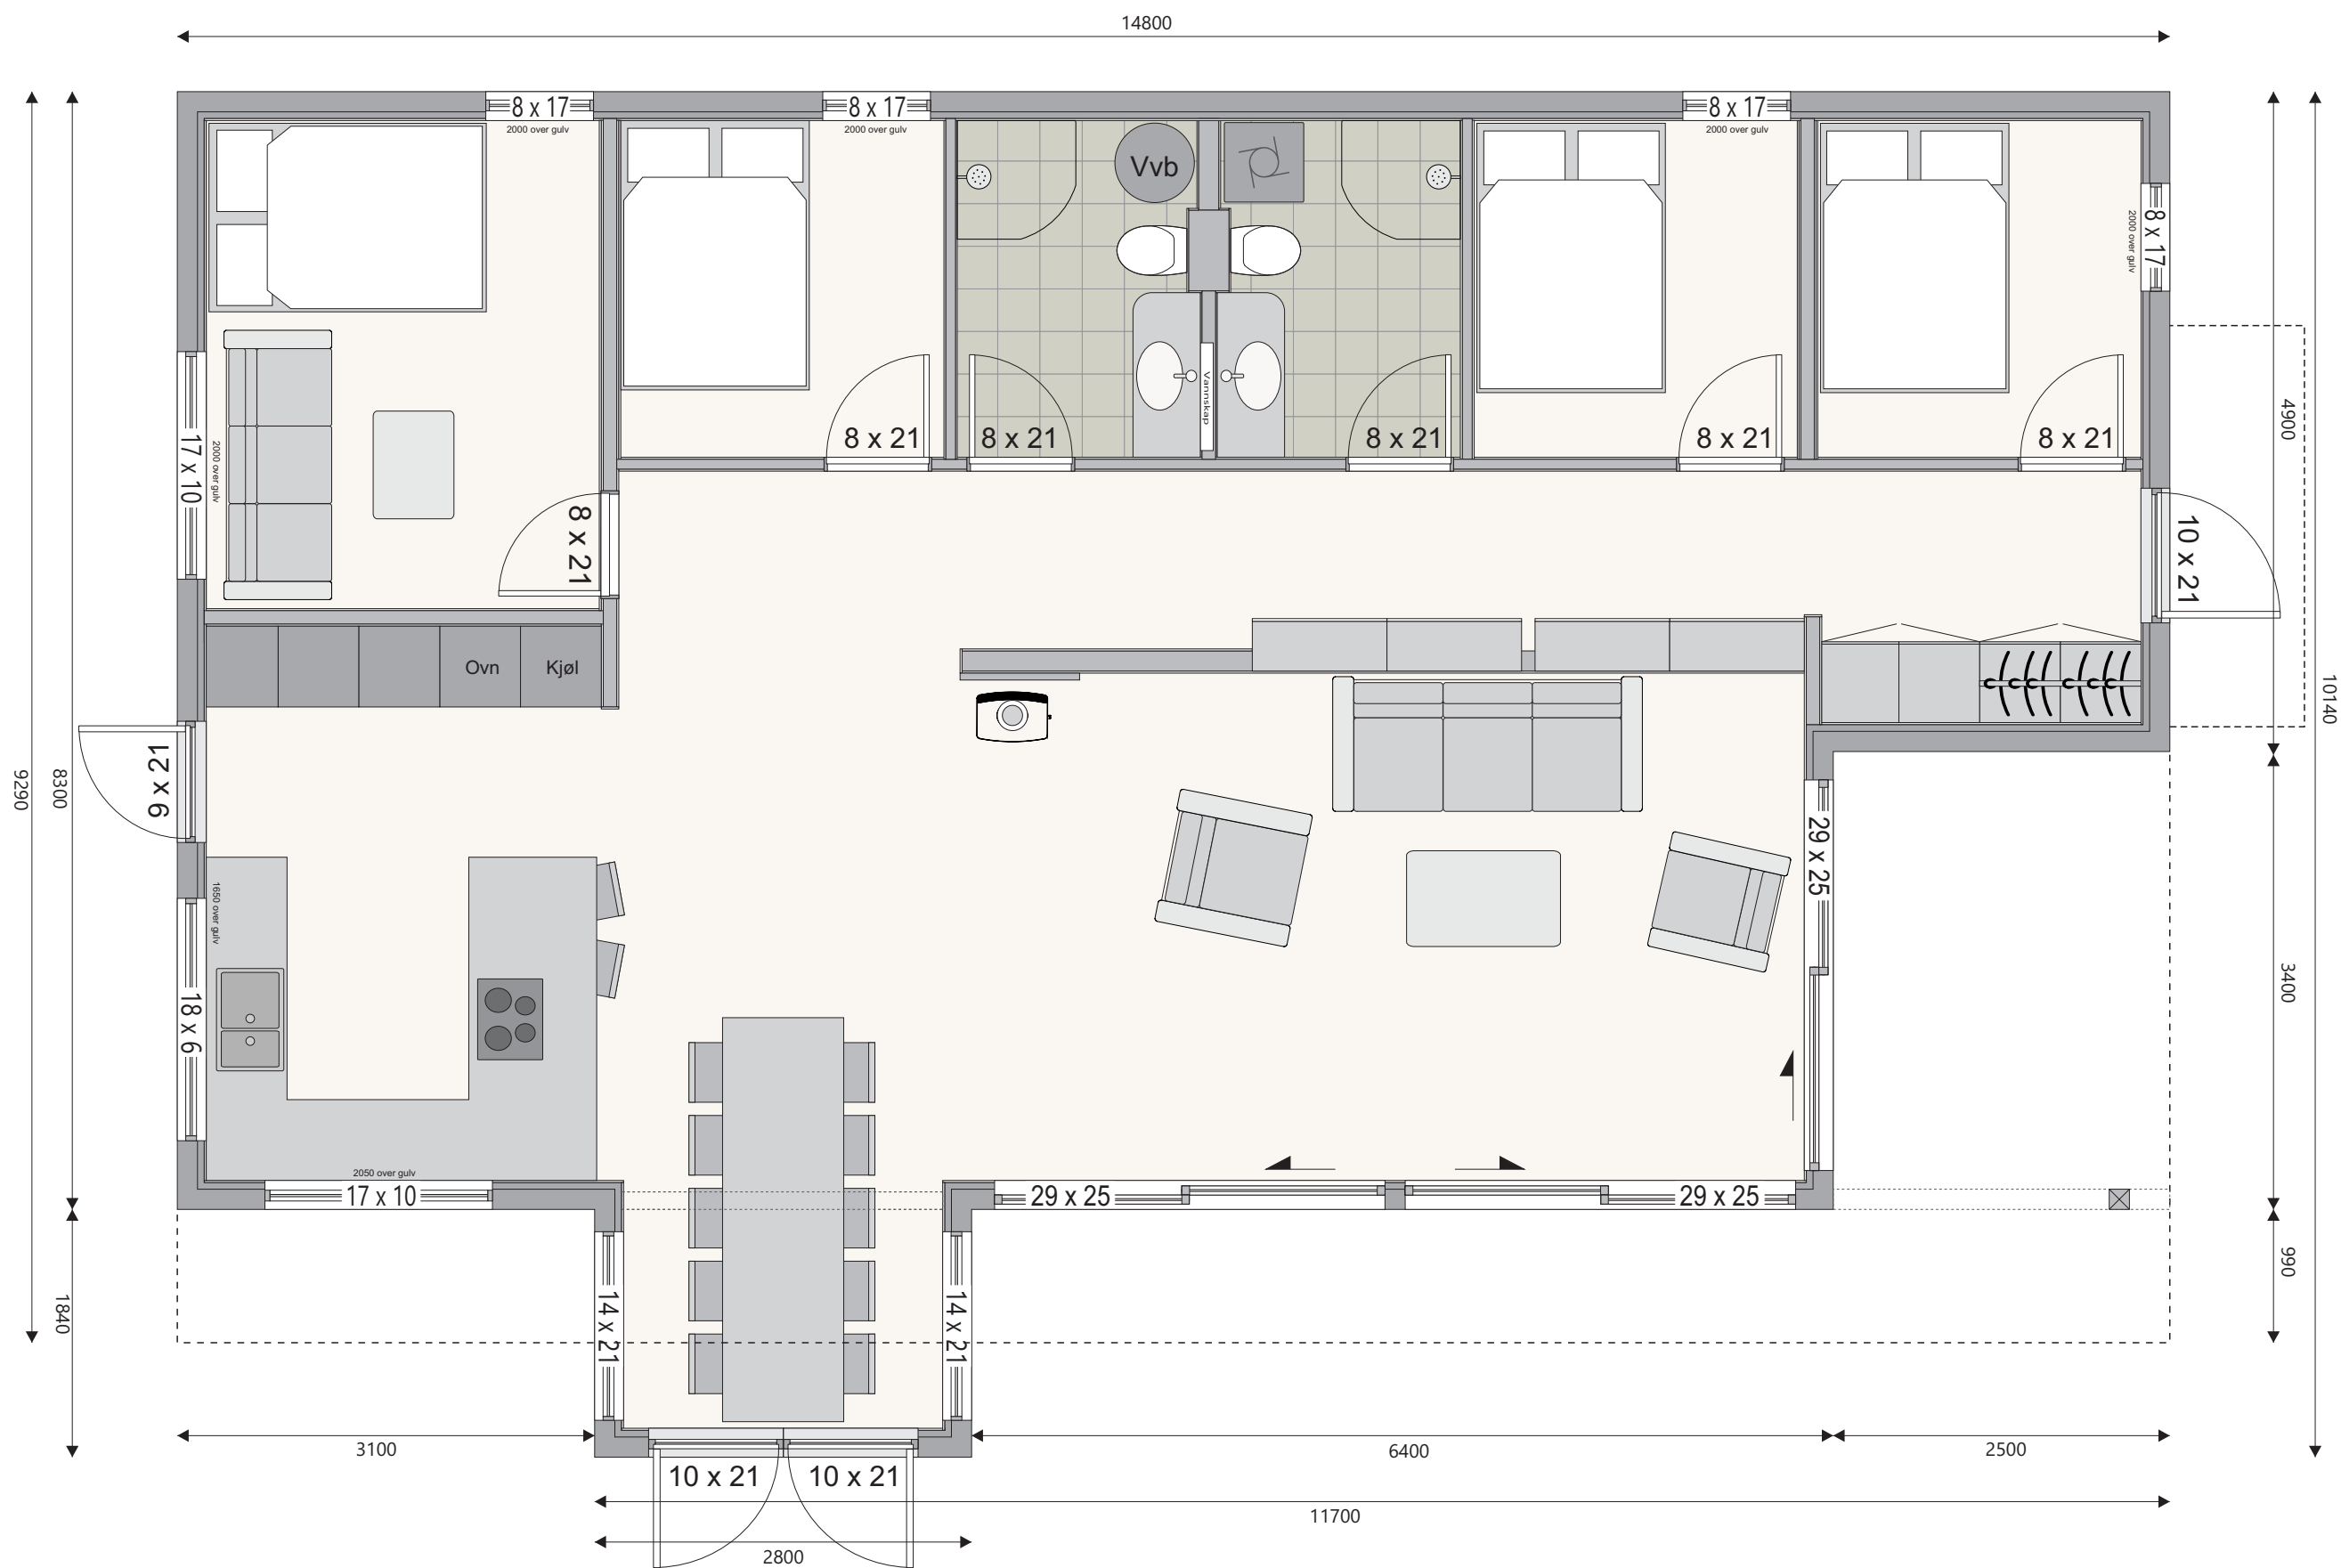 14800
8 x 17
8 x 17
8 x 17
2000 over gulv
2000 over gulv
2000 over gulv
Vvb
8 x 17
2000 over gulv
4900
17 x 10
2000 over gulv
Vannskap
8 x 21
8 x 21
8 x 21
8 x 21
8 x 21
8 x 21
10 x 21
Ovn
Kjøl
10140
9290
8300
9 x 21
29 x 25
1650 over gulv
18 x 6
3400
2050 over gulv
17 x 10
29 x 25
29 x 25
990
1840
14 x 21
14 x 21
3100
6400
2500
10 x 21
10 x 21
11700
2800